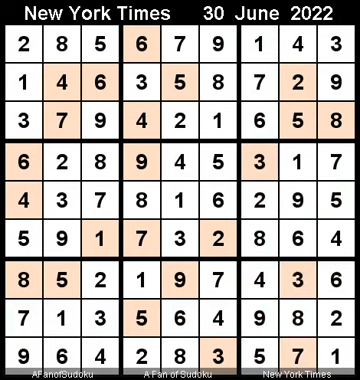 New York Times 30 June 2022
2 8 5 6 7 9 1 4 3
1 4 6 3 5 8 7 2 9
3 7 9 4 2 1 6 5 8
6 2 8 9 4 5 3 1 7
4 3 7 8 1 6 2 9 5
5 9 1 7 3 2 8 6 4
8 5 2 1 9 7 4 3 6
7 1 3 5 6 4 9 8 2
9 6 4 2 8 3 5 7 1
AFanofSudoku A Fan of Sudoku New York Times